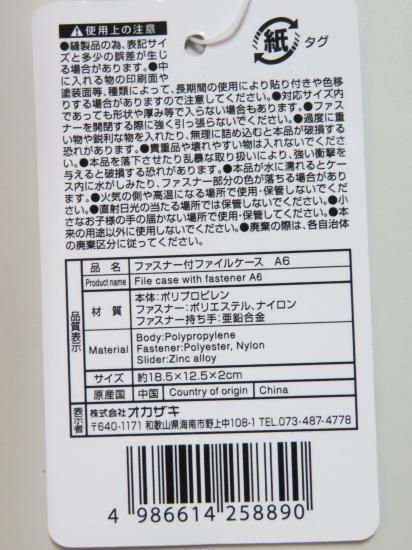 ⚠使用上の注意
紙 タグ
●縫製品の為、表記サイ
ズと多少の誤差が生じ
る場合があります。●中
に入れる物の印刷面や
塗装面等、種類によって、長期間の使用により貼り付きや色移
りする場合がありますので注意してください。●対応サイズ内
であっても形状や厚み等で入らない場合もあります。●ファス
ナーを開閉する際に強く引っ張らないでください。●過度に重
い物や鋭利な物を入れたり、無理に詰め込むと本品が破損する
恐れがあります。●貴重品や壊れやすい物は入れないでくださ
い。●本品を落下させたり乱暴な取り扱いにより、強い衝撃を
与えると破損する恐れがあります。●本品が水に濡れるとケー
ス内に水がしみたり、ファスナー部分の色が落ちる場合があり
ます。●火気の側や高温になる場所で使用・保管しないでくだ
さい。●直射日光の当たる場所では保管しないでください。●小
さなお子様の手の届かない場所で使用・保管してください。●本
来の用途以外に使用しないでください。●廃棄の際は、各自治体
の廃棄区分に従ってください。
品質表示
品名 ファスナー付ファイルケース A6
Product name File case with fastener A6
材質 本体:ポリプロピレン
ファスナー:ポリエステル、ナイロン
ファスナー持ち手:亜鉛合金
Material Body:Polypropylene
Fastener:Polyester, Nylon
Slider:Zinc alloy
サイズ 約18.5×12.5×2cm
原産国 中国 Country of origin China
表示者 株式会社オカザキ
〒640-1171 和歌山県海南市野上中108-1 TEL.073-487-4778
4 986614 258890